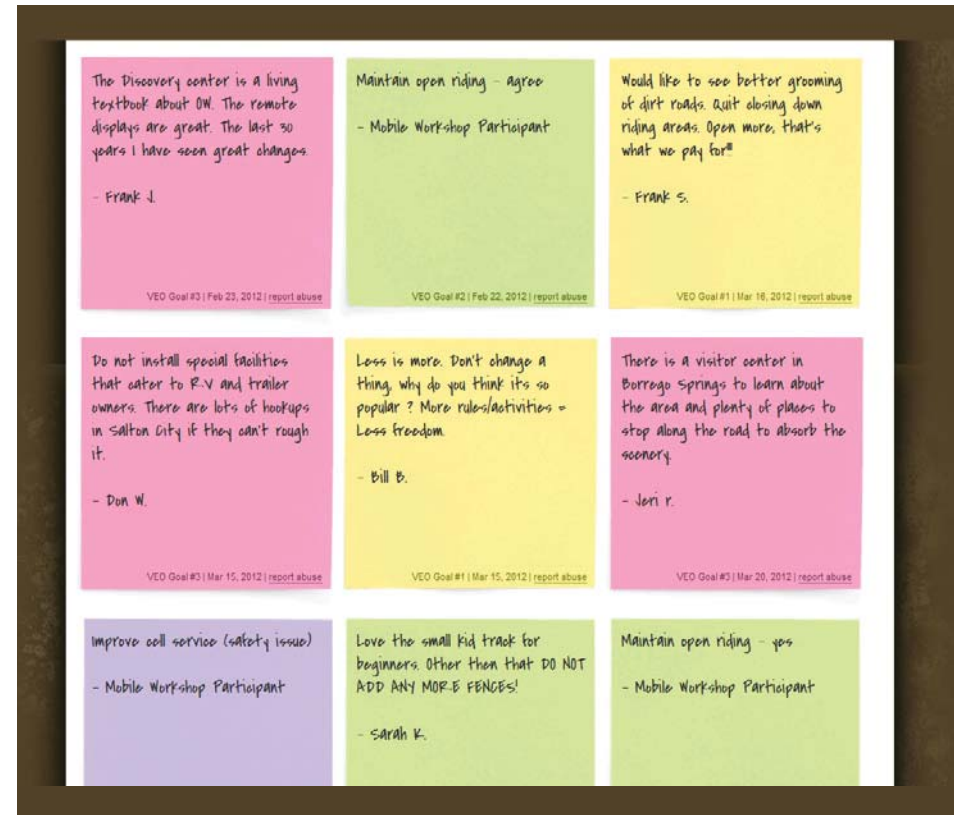 The Discovery center is a living
textbook about OW. The remote
displays are great. The last 30
years I have seen great changes.
- Frank J.
VEO Goal #3 | Feb 23, 2012 | report abuse
Maintain open riding - agree
- Mobile Workshop Participant
VEO Goal #2 | Feb 22, 2012 | report abuse
Would like to see better grooming
of dirt roads. Quit closing down
riding areas. Open more, that's
what we pay for!!!
- Frank S.
VEO Goal #1 | Mar 16, 2012 | report abuse
Do not install special facilities
that cater to R.V and trailer
owners. There are lots of hookups
in Salton City if they can't rough
it.
- Don W.
VEO Goal #3 | Mar 15, 2012 | report abuse
Less is more. Don't change a
thing, why do you think it's so
popular ? More rules/activities =
Less freedom.
- Bill B.
VEO Goal #1 | Mar 15, 2012 | report abuse
There is a visitor center in
Borrego Springs to learn about
the area and plenty of places to
stop along the road to absorb the
scenery.
- Jeri r.
VEO Goal #3 | Mar 20, 2012 | report abuse
Improve cell service (safety issue)
- Mobile Workshop Participant
Love the small kid track for
beginners. Other then that DO NOT
ADD ANY MORE FENCES!
- Sarah K.
Maintain open riding - yes
- Mobile Workshop Participant